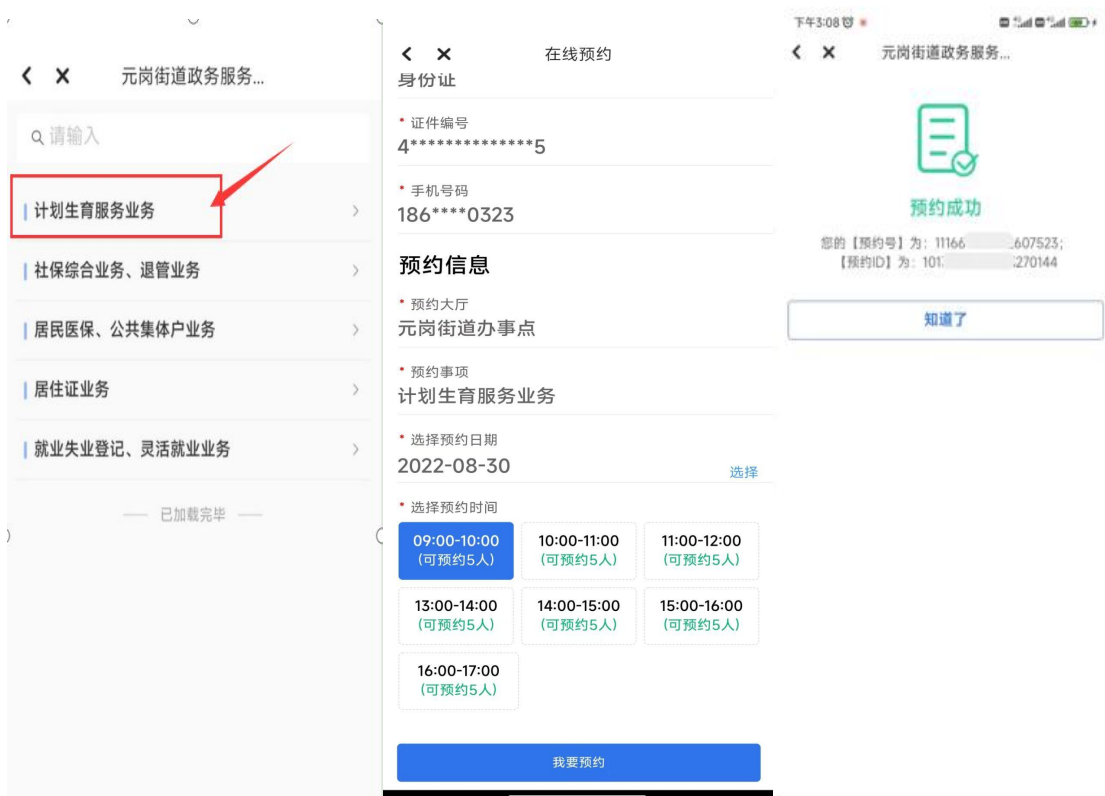 元岗街道政务服务...
请输入
计划生育服务业务
社保综合业务、退管业务
居民医保、公共集体户业务
居住证业务
就业失业登记、灵活就业业务
已加载完毕
在线预约
身份证
* 证件编号
4**************5
* 手机号码
186****0323
预约信息
* 预约大厅
元岗街道办事点
* 预约事项
计划生育服务业务
* 选择预约日期
2022-08-30
选择
* 选择预约时间
09:00-10:00 10:00-11:00 11:00-12:00
(可预约5人) (可预约5人) (可预约5人)
13:00-14:00 14:00-15:00 15:00-16:00
(可预约5人) (可预约5人) (可预约5人)
16:00-17:00
(可预约5人)
我要预约
下午3:08
元岗街道政务服务...
预约成功
您的【预约号】为: 11166 607523;
【预约ID】为: 101 270144
知道了